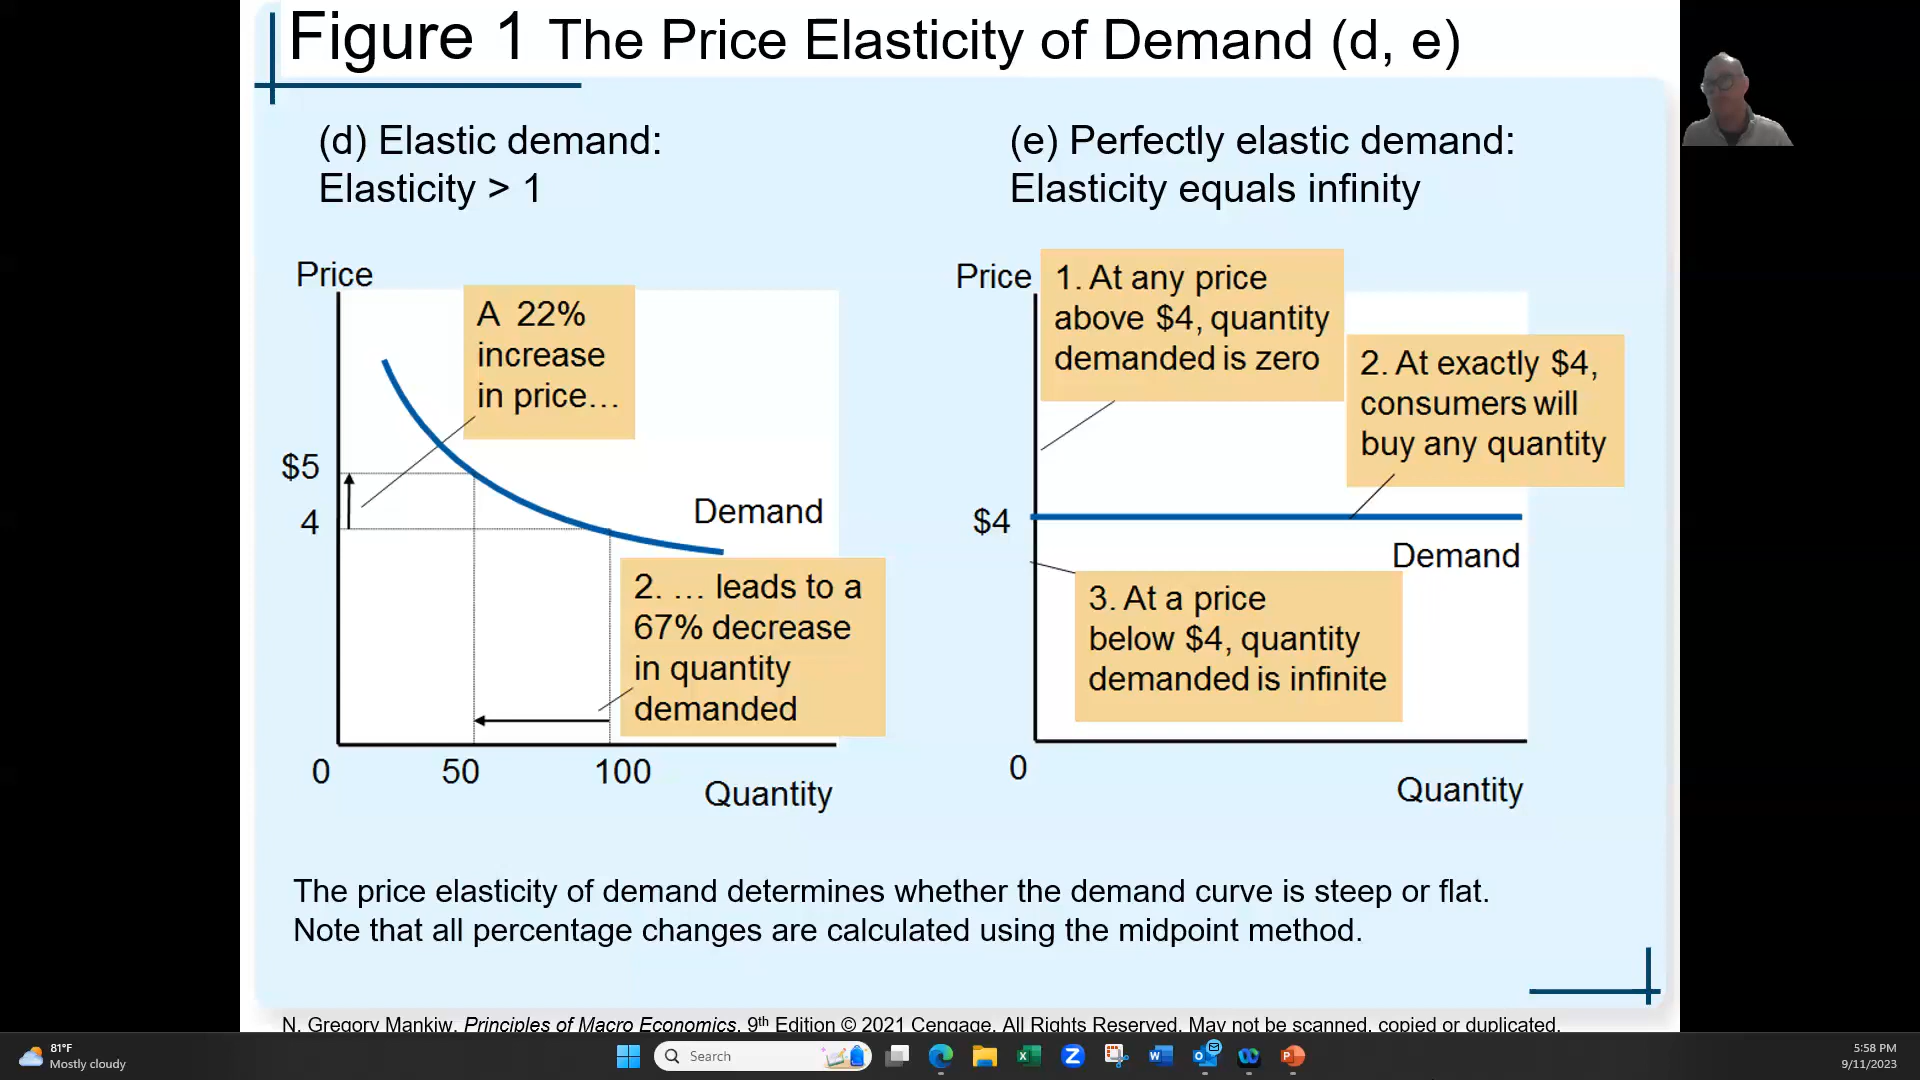 Figure 1 The Price Elasticity of Demand (d, e)
(d) Elastic demand:
Elasticity > 1
Price
A 22%
increase
in price…
$5
4
Demand
2. … leads to a
67% decrease
in quantity
demanded
0
50
100
Quantity
(e) Perfectly elastic demand:
Elasticity equals infinity
Price
1. At any price
above $4, quantity
demanded is zero
2. At exactly $4,
consumers will
buy any quantity
$4
Demand
3. At a price
below $4, quantity
demanded is infinite
0
Quantity
The price elasticity of demand determines whether the demand curve is steep or flat.
Note that all percentage changes are calculated using the midpoint method.
N. Gregory Mankiw, Principles of Macro Economics, 9th Edition © 2021 Cengage. All Rights Reserved. May not be scanned, copied or duplicated,
81°F
Mostly cloudy
Search
5:58 PM
9/11/2023